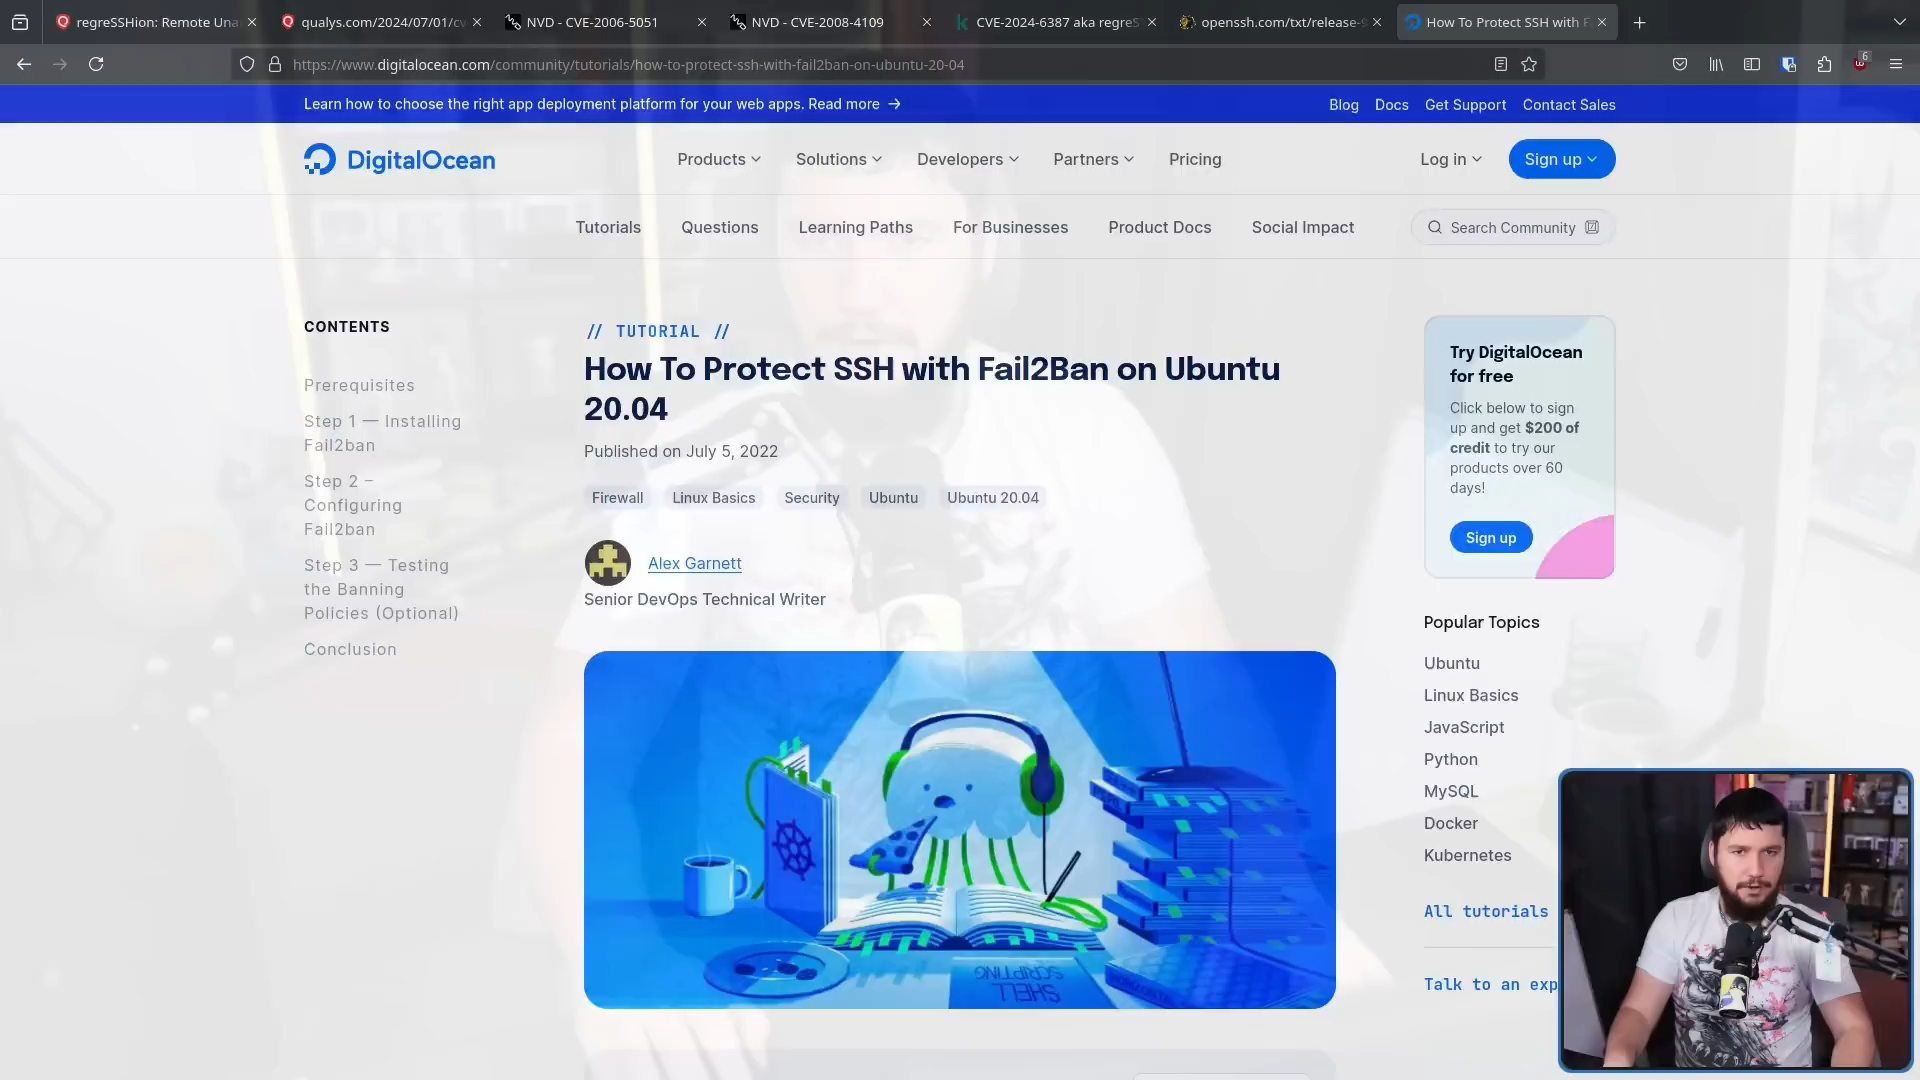 regreSSHion: Remote Una
qualys.com/2024/07/01/cv
NVD - CVE-2006-5051
NVD - CVE-2008-4109
CVE-2024-6387 aka regreS
openssh.com/txt/release-9
How To Protect SSH with F
https://www.digitalocean.com/community/tutorials/how-to-protect-ssh-with-fail2ban-on-ubuntu-20-04
6
Learn how to choose the right app deployment platform for your web apps. Read more →
Blog Docs Get Support Contact Sales
DigitalOcean
Products Solutions Developers Partners Pricing
Log in Sign up
Tutorials Questions Learning Paths For Businesses Product Docs Social Impact
Search Community
CONTENTS
Prerequisites
Step 1 — Installing
Fail2ban
Step 2 –
Configuring
Fail2ban
Step 3 — Testing
the Banning
Policies (Optional)
Conclusion
// TUTORIAL //
How To Protect SSH with Fail2Ban on Ubuntu
20.04
Published on July 5, 2022
Firewall Linux Basics Security Ubuntu Ubuntu 20.04
Alex Garnett
Senior DevOps Technical Writer
SHELL
SCRIPTING
Try DigitalOcean
for free
Click below to sign
up and get $200 of
credit to try our
products over 60
days!
Sign up
Popular Topics
Ubuntu
Linux Basics
JavaScript
Python
MySQL
Docker
Kubernetes
All tutorials
Talk to an exp